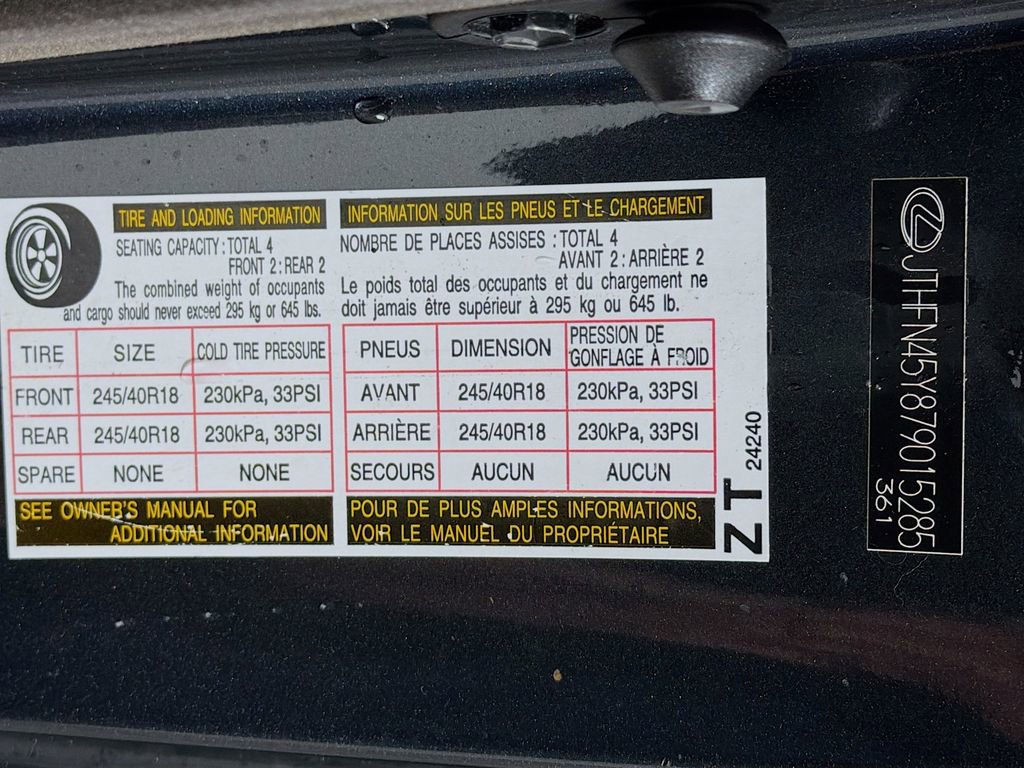 TIRE AND LOADING INFORMATION
SEATING CAPACITY : TOTAL 4
FRONT 2 : REAR 2
The combined weight of occupants
and cargo should never exceed 295 kg or 645 lbs.
TIRE SIZE COLD TIRE PRESSURE
FRONT 245/40R18 230kPa, 33PSI
REAR 245/40R18 230kPa, 33PSI
SPARE NONE NONE
SEE OWNER'S MANUAL FOR
ADDITIONAL INFORMATION
INFORMATION SUR LES PNEUS ET LE CHARGEMENT
NOMBRE DE PLACES ASSISES : TOTAL 4
AVANT 2 : ARRIÈRE 2
Le poids total des occupants et du chargement ne
doit jamais être supérieur à 295 kg ou 645 lb.
PNEUS DIMENSION PRESSION DE
GONFLAGE À FROID
AVANT 245/40R18 230kPa, 33PSI
ARRIÈRE 245/40R18 230kPa, 33PSI
SECOURS AUCUN AUCUN
POUR DE PLUS AMPLES INFORMATIONS,
VOIR LE MANUEL DU PROPRIÉTAIRE
ZT 24240
JTHFN45Y879015285
361